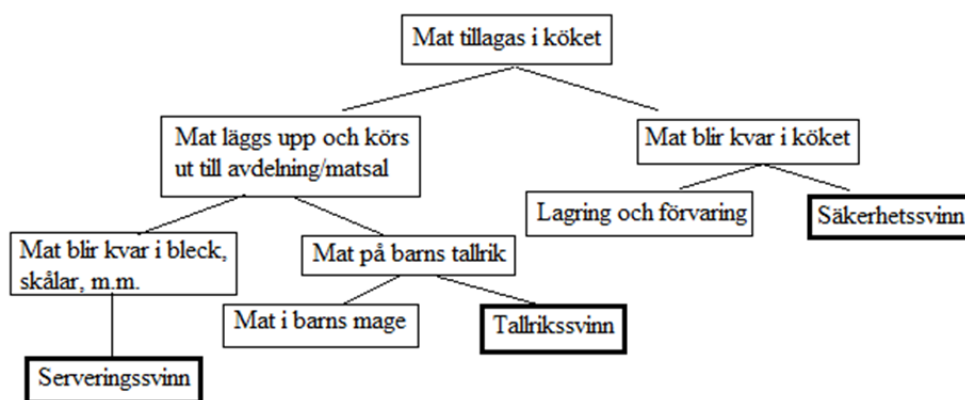 Mat tillagas i köket
Mat läggs upp och körs
ut till avdelning/matsal
Mat blir kvar i köket
Lagring och förvaring
Säkerhetssvinn
Mat blir kvar i bleck,
skålar, m.m.
Mat på barns tallrik
Mat i barns mage
Tallrikssvinn
Serveringssvinn